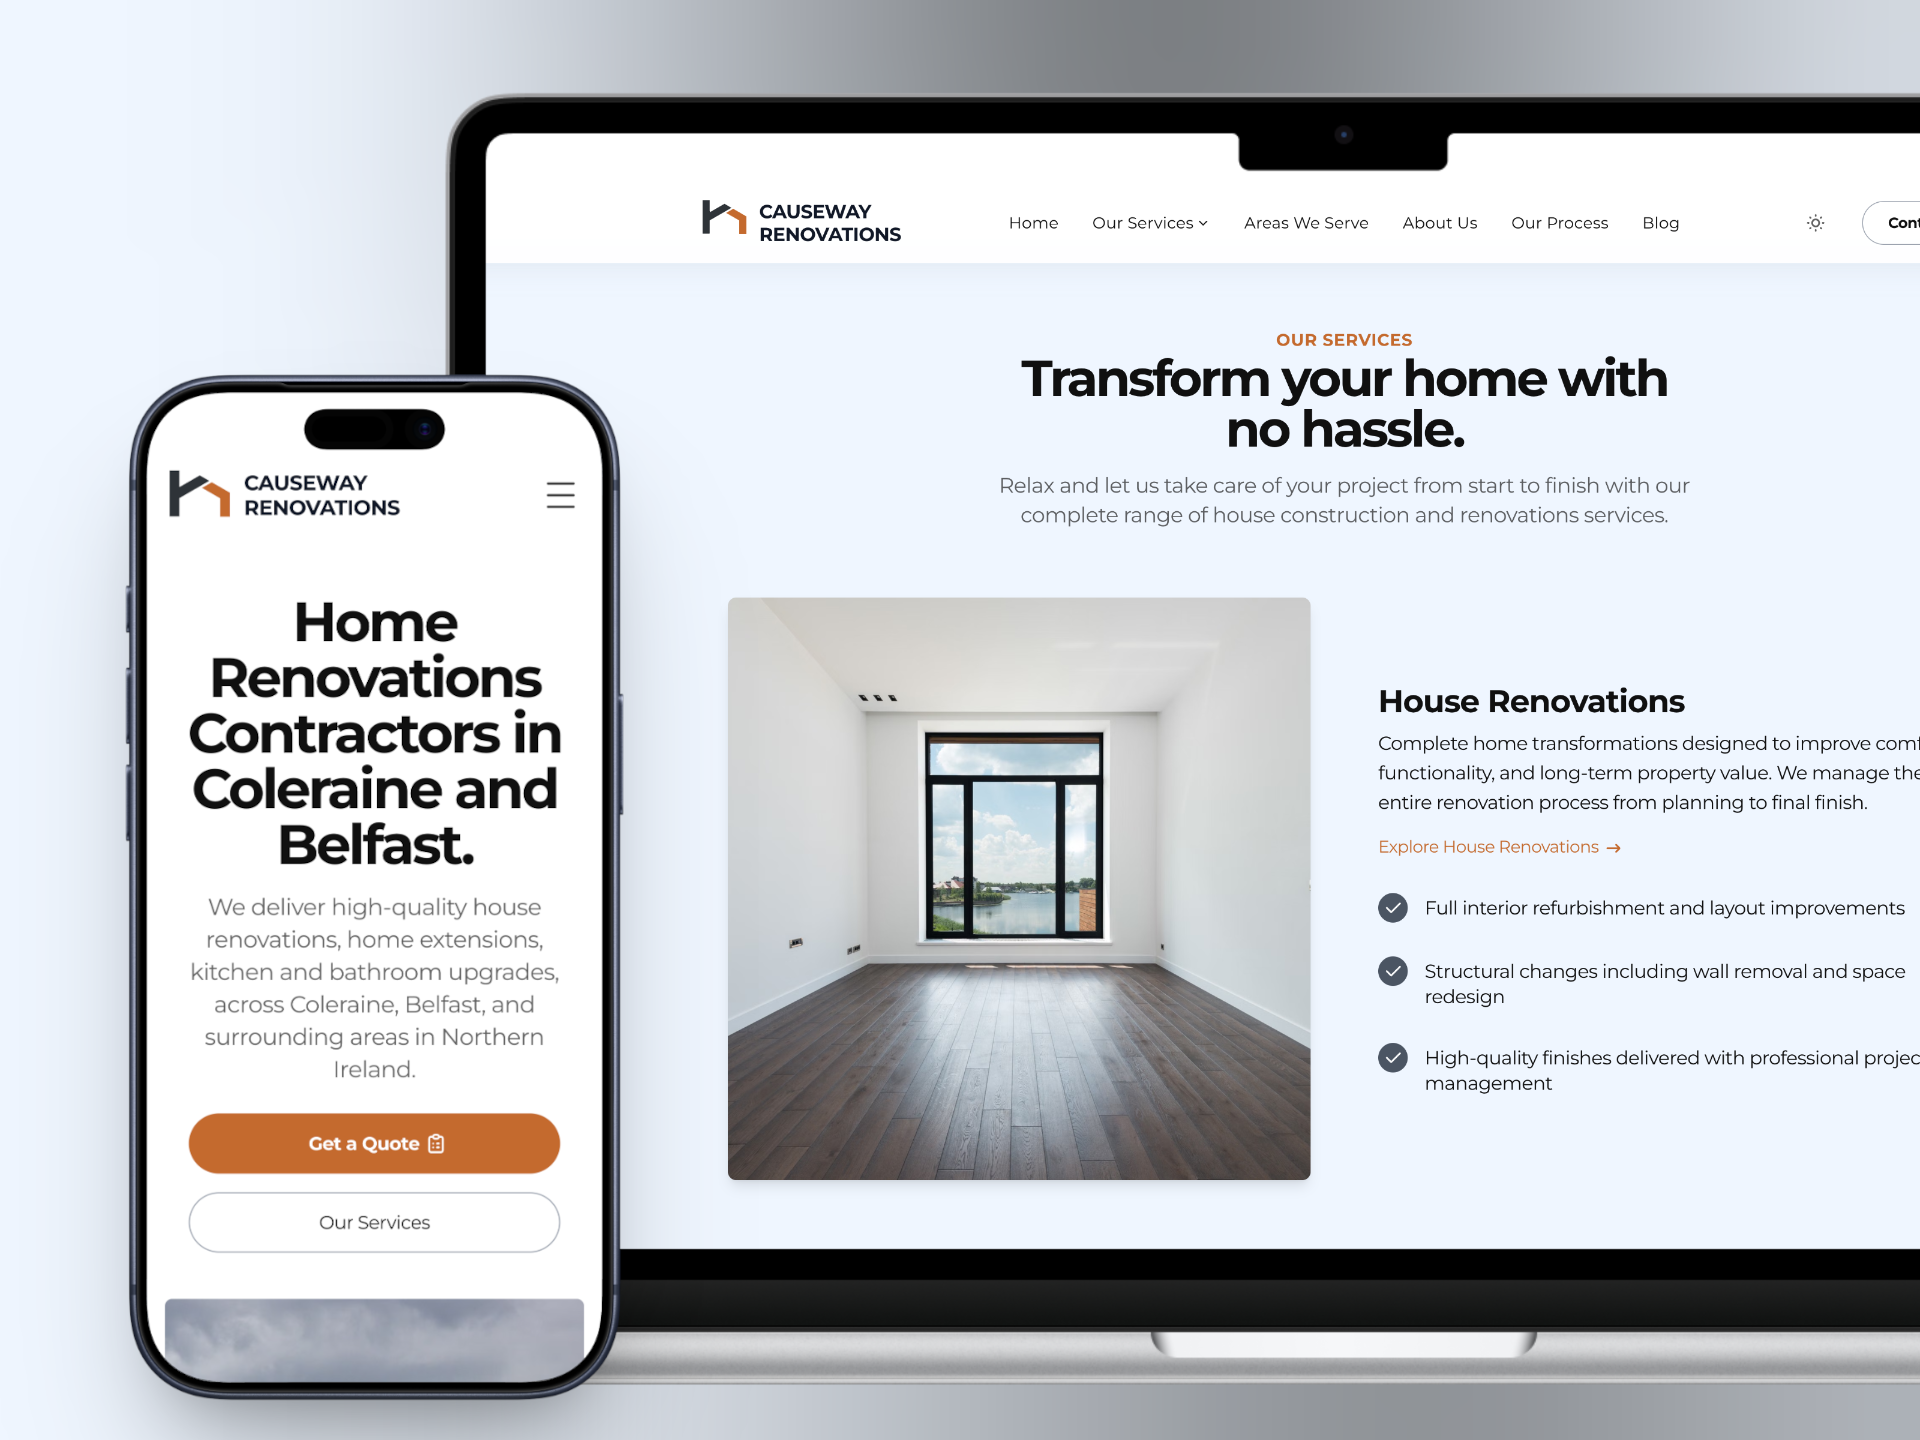 CAUSEWAY
RENOVATIONS
Home
Our Services
Areas We Serve
About Us
Our Process
Blog
OUR SERVICES
Transform your home with
no hassle.
Relax and let us take care of your project from start to finish with our
complete range of house construction and renovations services.
House Renovations
Complete home transformations designed to improve
functionality, and long-term property value. We manage the
entire renovation process from planning to final finish.
Explore House Renovations →
Full interior refurbishment and layout improvements
Structural changes including wall removal and space
redesign
High-quality finishes delivered with professional
management
CAUSEWAY
RENOVATIONS
Home
Renovations
Contractors in
Coleraine and
Belfast.
We deliver high-quality house
renovations, home extensions,
kitchen and bathroom upgrades,
across Coleraine, Belfast, and
surrounding areas in Northern
Ireland.
Get a Quote
Our Services